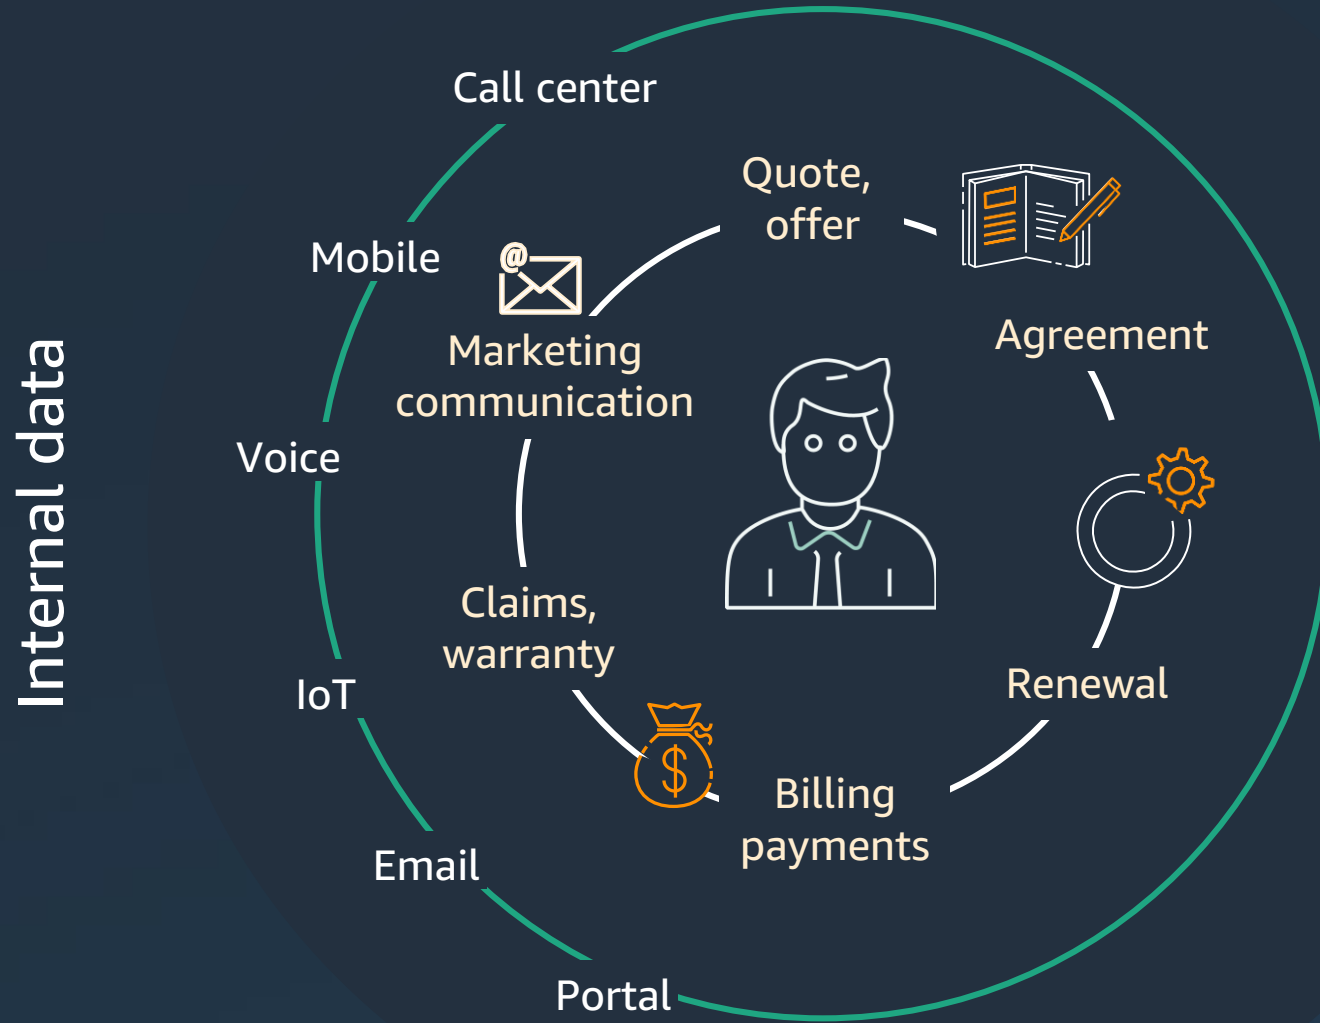 Internal data
Call center
Mobile
Voice
IoT
Email
Portal
Quote,
offer
Agreement
Renewal
Billing
payments
$
Claims,
warranty
@
Marketing
communication